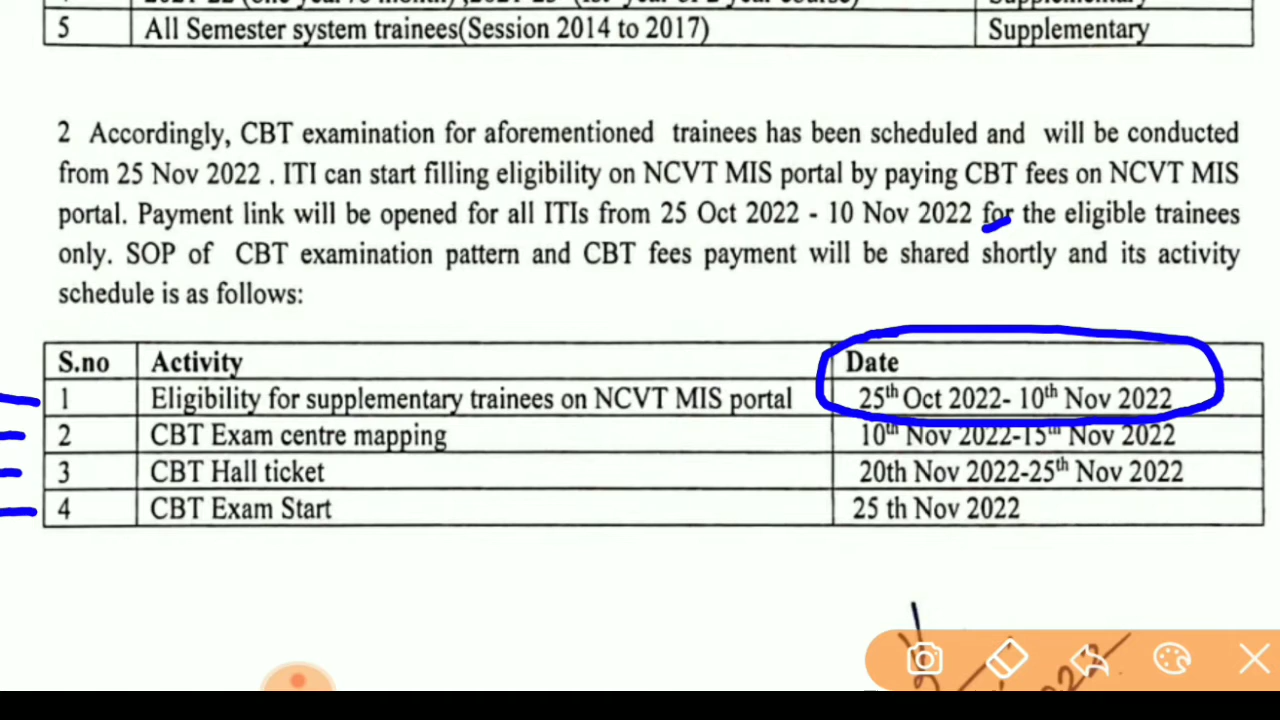 5 All Semester system trainees(Session 2014 to 2017) Supplementary
2 Accordingly, CBT examination for aforementioned trainees has been scheduled and will be conducted
from 25 Nov 2022 . ITI can start filling eligibility on NCVT MIS portal by paying CBT fees on NCVT MIS
portal. Payment link will be opened for all ITIs from 25 Oct 2022 - 10 Nov 2022 for the eligible trainees
only. SOP of CBT examination pattern and CBT fees payment will be shared shortly and its activity
schedule is as follows:
S.no Activity Date
1 Eligibility for supplementary trainees on NCVT MIS portal 25th Oct 2022- 10th Nov 2022
2 CBT Exam centre mapping 10th Nov 2022-15th Nov 2022
3 CBT Hall ticket 20th Nov 2022-25th Nov 2022
4 CBT Exam Start 25 th Nov 2022